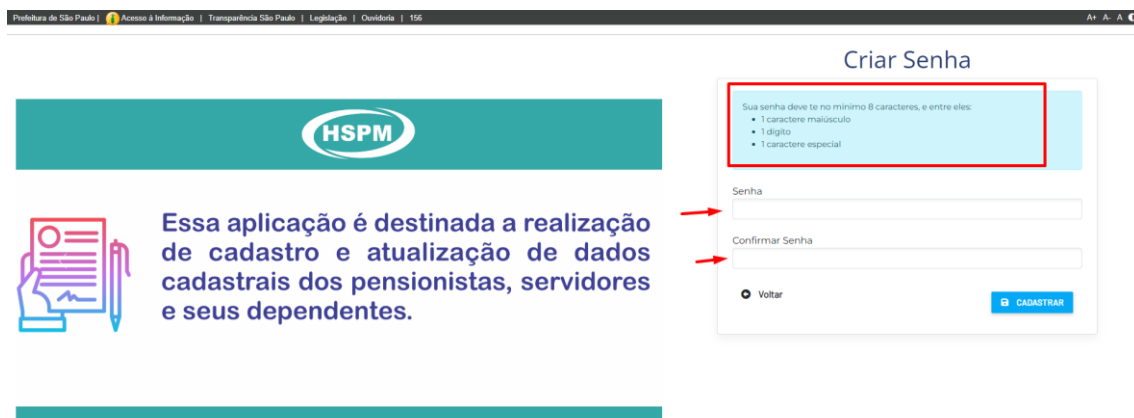 Prefeitura de São Paulo | Acesso à Informação | Transparência São Paulo | Legislação | Ouvidoria | 156
A+ A- A
Criar Senha
Sua senha deve te no mínimo 8 caracteres, e entre eles:
• 1 caractere maiúsculo
• 1 dígito
• 1 caractere especial
HSPM
Senha
Essa aplicação é destinada a realização
de cadastro e atualização de dados
cadastrais dos pensionistas, servidores
e seus dependentes.
Confirmar Senha
Voltar
CADASTRAR